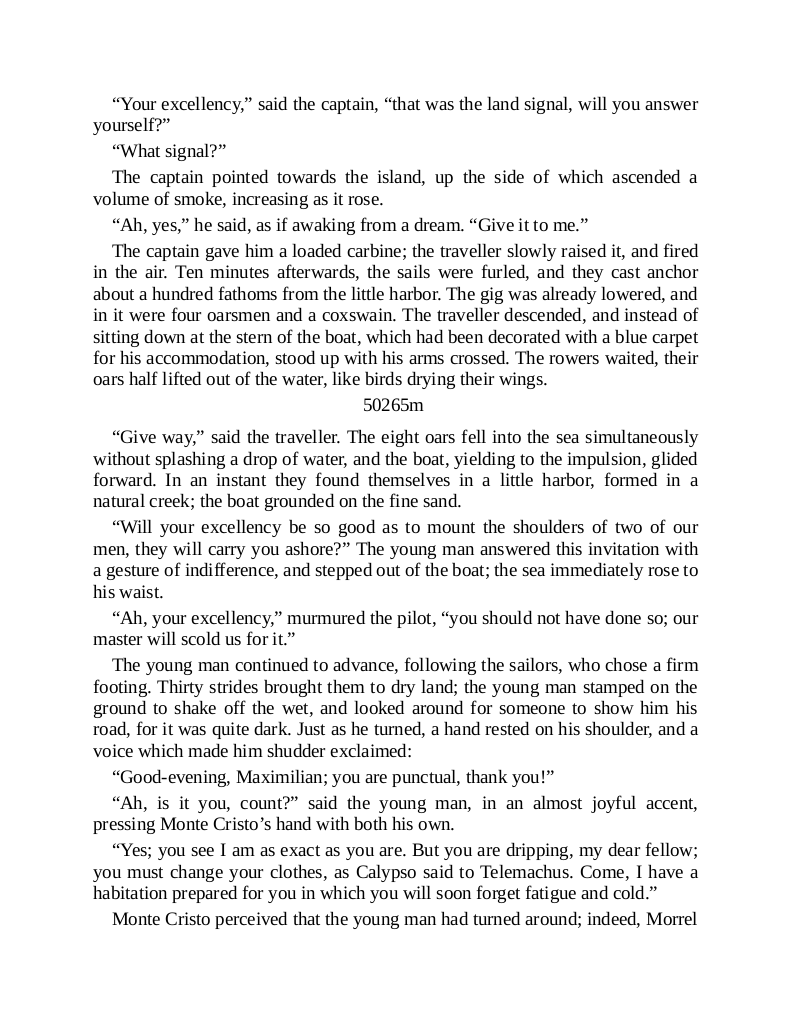 “Your excellency,” said the captain, “that was the land signal, will you answer
yourself?”
“What signal?”
The captain pointed towards the island, up the side of which ascended a
volume of smoke, increasing as it rose.
“Ah, yes,” he said, as if awaking from a dream. “Give it to me.”
The captain gave him a loaded carbine; the traveller slowly raised it, and fired
in the air. Ten minutes afterwards, the sails were furled, and they cast anchor
about a hundred fathoms from the little harbor. The gig was already lowered, and
in it were four oarsmen and a coxswain. The traveller descended, and instead of
sitting down at the stern of the boat, which had been decorated with a blue carpet
for his accommodation, stood up with his arms crossed. The rowers waited, their
oars half lifted out of the water, like birds drying their wings.
50265m
“Give way,” said the traveller. The eight oars fell into the sea simultaneously
without splashing a drop of water, and the boat, yielding to the impulsion, glided
forward. In an instant they found themselves in a little harbor, formed in a
natural creek; the boat grounded on the fine sand.
“Will your excellency be so good as to mount the shoulders of two of our
men, they will carry you ashore?” The young man answered this invitation with
a gesture of indifference, and stepped out of the boat; the sea immediately rose to
his waist.
“Ah, your excellency,” murmured the pilot, “you should not have done so; our
master will scold us for it.”
The young man continued to advance, following the sailors, who chose a firm
footing. Thirty strides brought them to dry land; the young man stamped on the
ground to shake off the wet, and looked around for someone to show him his
road, for it was quite dark. Just as he turned, a hand rested on his shoulder, and a
voice which made him shudder exclaimed:
“Good-evening, Maximilian; you are punctual, thank you!”
“Ah, is it you, count?” said the young man, in an almost joyful accent,
pressing Monte Cristo’s hand with both his own.
“Yes; you see I am as exact as you are. But you are dripping, my dear fellow;
you must change your clothes, as Calypso said to Telemachus. Come, I have a
habitation prepared for you in which you will soon forget fatigue and cold.”
Monte Cristo perceived that the young man had turned around; indeed, Morrel